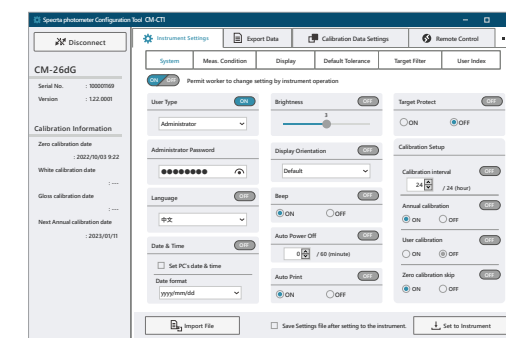 Specta photometer Configuration Tool CM-CT1
Disconnect
CM-26dG
Serial No. : 100001169
Version : 1.22.0001
Calibration Information
Zero calibration date
: 2022/10/03 9:22
White calibration date
: ---
Gloss calibration date
: ---
Next Annual calibration date
: 2023/01/11
Instrument Settings
Export Data
Calibration Data Settings
Remote Control
System
Meas. Condition
Display
Default Tolerance
Target Filter
User Index
ON OFF Permit worker to change setting by instrument operation
User Type ON
Administrator
Administrator Password
Language OFF
中文
Date & Time OFF
Set PC's date & time
Date format
yyyy/mm/dd
Brightness OFF
3
Display Orientation OFF
Default
Beep OFF
ON OFF
Auto Power Off OFF
0 / 60 (minute)
Auto Print OFF
ON OFF
Target Protect OFF
ON OFF
Calibration Setup
Calibration interval OFF
24 / 24 (hour)
Annual calibration OFF
ON OFF
User calibration OFF
ON OFF
Zero calibration skip OFF
ON OFF
Import File
Save Settings file after setting to the instrument.
Set to Instrument